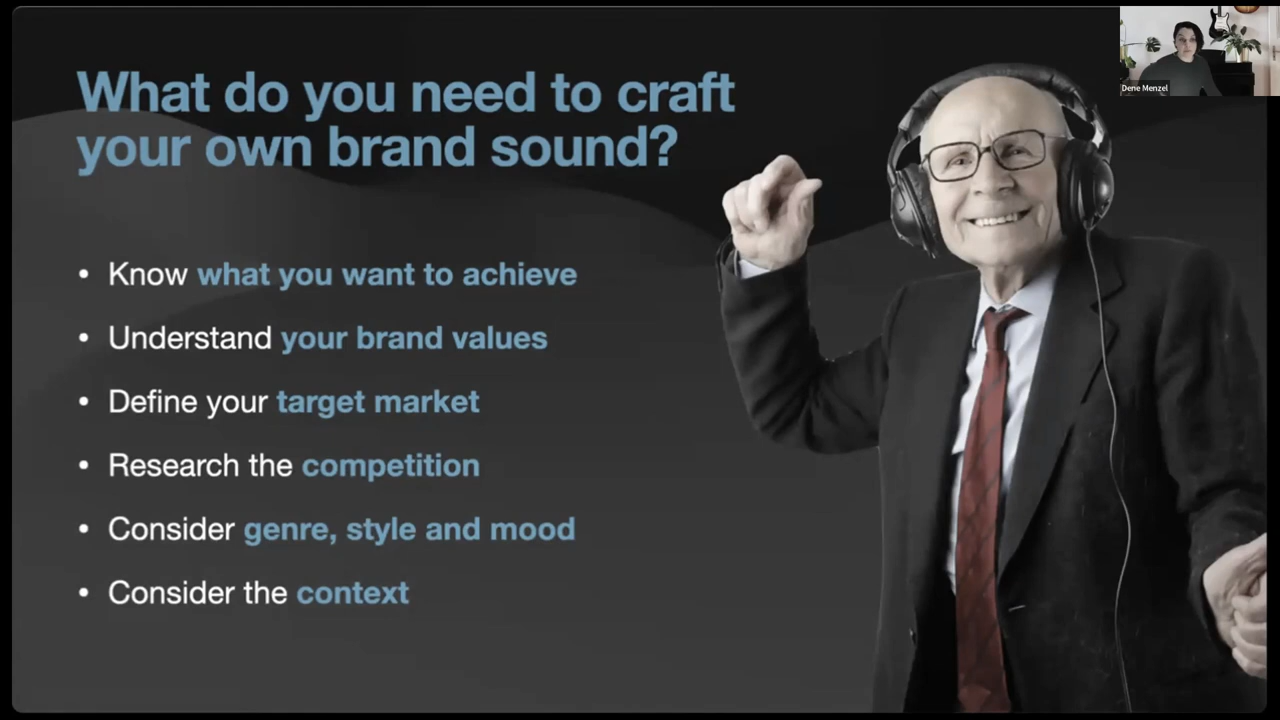 What do you need to craft
your own brand sound?
• Know what you want to achieve
• Understand your brand values
• Define your target market
• Research the competition
• Consider genre, style and mood
• Consider the context
Dene Menzel